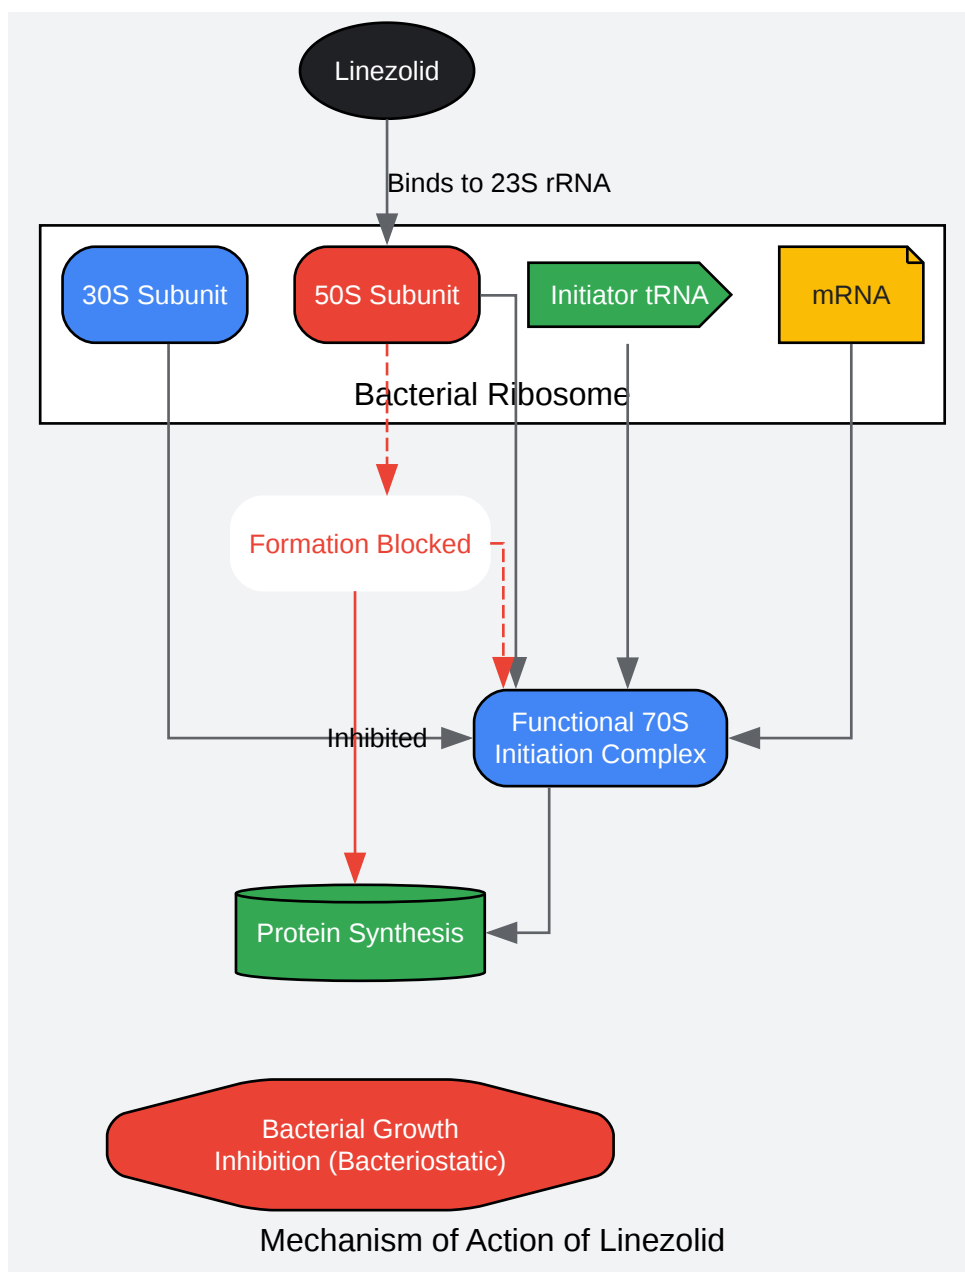 Linezolid
Binds to 23S rRNA
30S Subunit
50S Subunit
Initiator tRNA
mRNA
Bacterial Ribosome
Formation Blocked
Functional 70S
Initiation Complex
Inhibited
Protein Synthesis
Bacterial Growth
Inhibition (Bacteriostatic)
Mechanism of Action of Linezolid